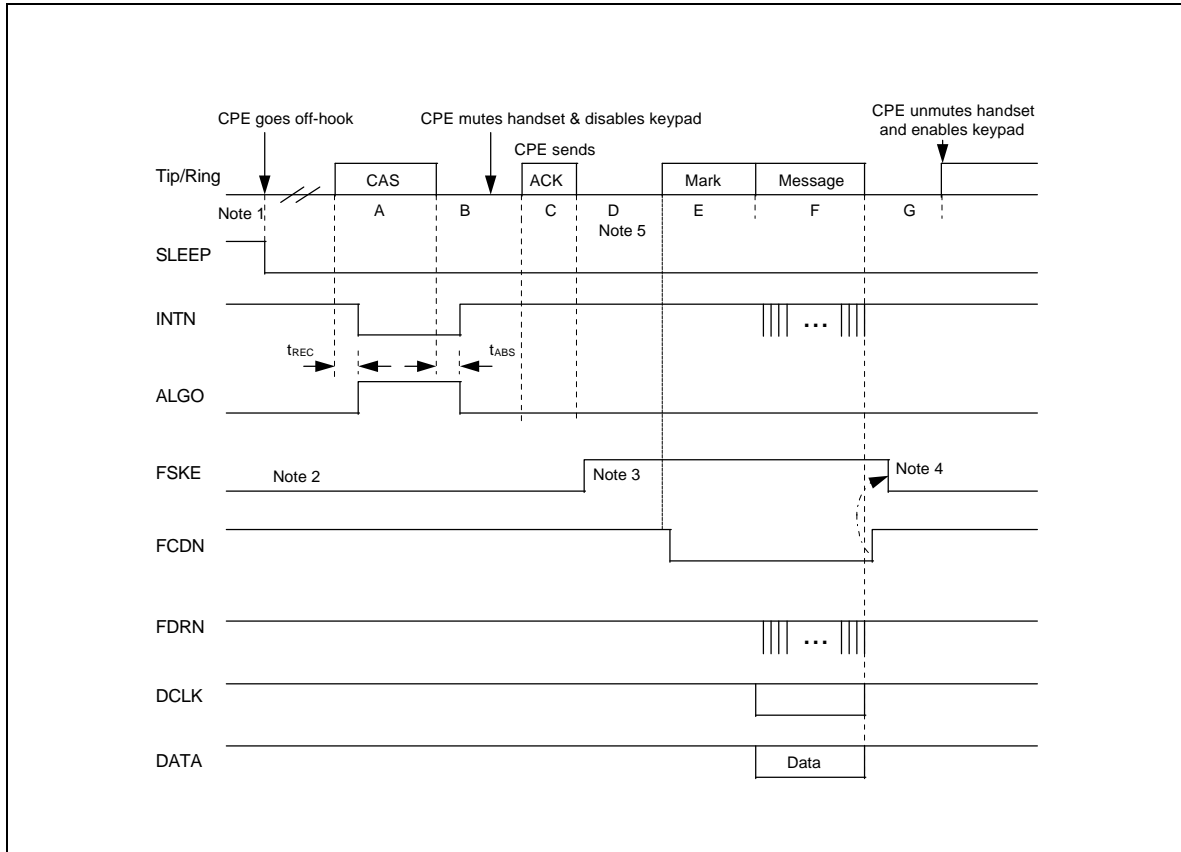 CPE goes off-hook
CPE mutes handset & disables keypad
CPE unmutes handset
and enables keypad
CPE sends
Tip/Ring
CAS
ACK
Mark
Message
Note 1
A
B
C
D
E
F
G
Note 5
SLEEP
INTN
...
tREC
tABS
ALGO
FSKE
Note 2
Note 3
Note 4
FCDN
FDRN
...
DCLK
DATA
Data